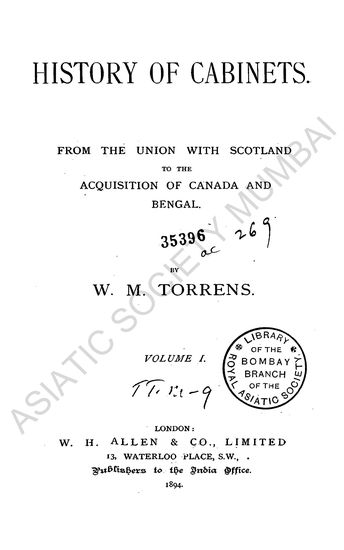 HISTORY OF CABINETS.
FROM THE UNION WITH SCOTLAND
TO THE
ACQUISITION OF CANADA AND
BENGAL.
35396
ac
269
BY
W. M. TORRENS.
VOLUME I.
LIBRARY
OF THE
BOMBAY
BRANCH
OF THE
ROYAL ASIATIC SOCIETY
LONDON:
W. H. ALLEN & CO., LIMITED
13, WATERLOO PLACE, S.W.,
Publishers to the India Office.
1894.
ASIATIC SOCIETY MUMBAI